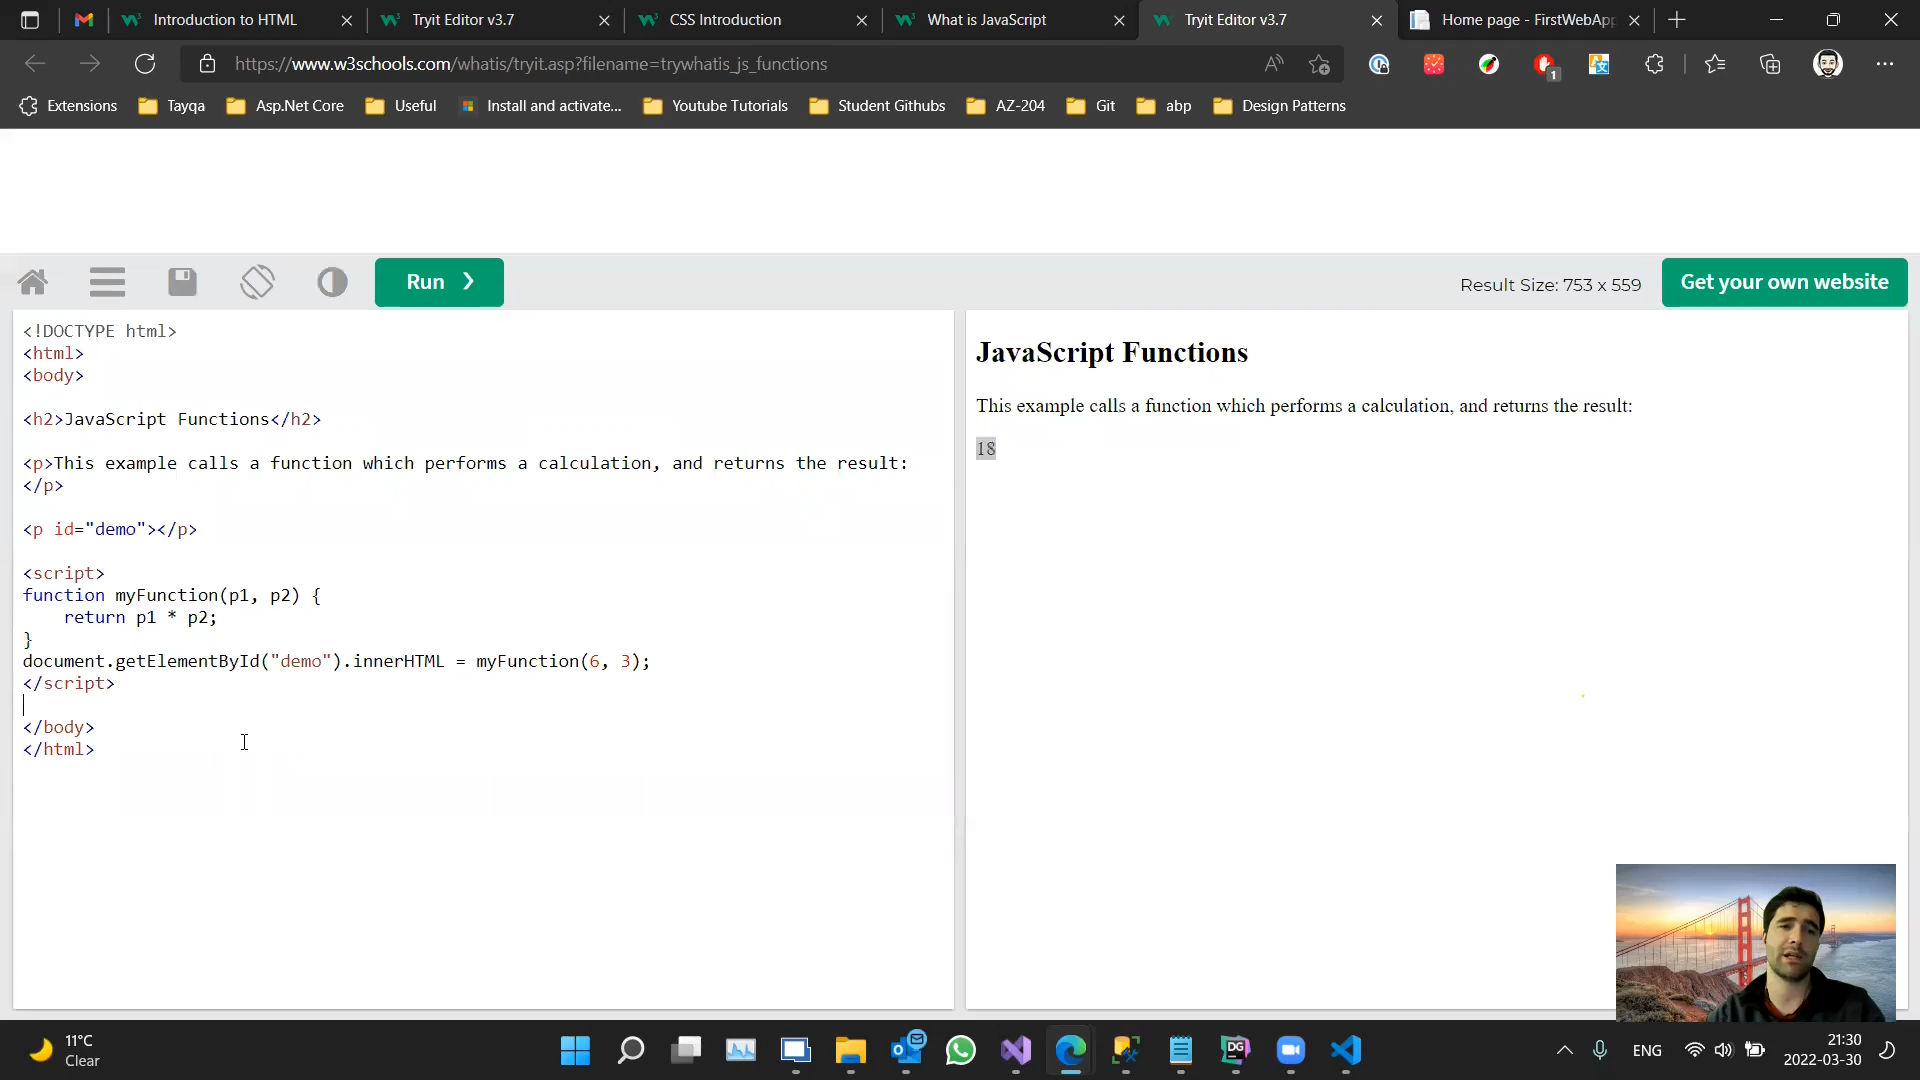 Introduction to HTML
Tryit Editor v3.7
CSS Introduction
What is JavaScript
Tryit Editor v3.7
Home page - FirstWebApp
https://www.w3schools.com/whatis/tryit.asp?filename=trywhatis_js_functions
1
Extensions
Tayqa
Asp.Net Core
Useful
Install and activate...
Youtube Tutorials
Student Githubs
AZ-204
Git
abp
Design Patterns
Run ❯
Result Size: 753 x 559
Get your own website
<!DOCTYPE html>
<html>
<body>
<h2>JavaScript Functions</h2>
<p>This example calls a function which performs a calculation, and returns the result:
</p>
<p id="demo"></p>
<script>
function myFunction(p1, p2) {
return p1 * p2;
}
document.getElementById("demo").innerHTML = myFunction(6, 3);
</script>
</body>
</html>
JavaScript Functions
This example calls a function which performs a calculation, and returns the result:
18
11°C
Clear
DG
ENG
21:30
2022-03-30